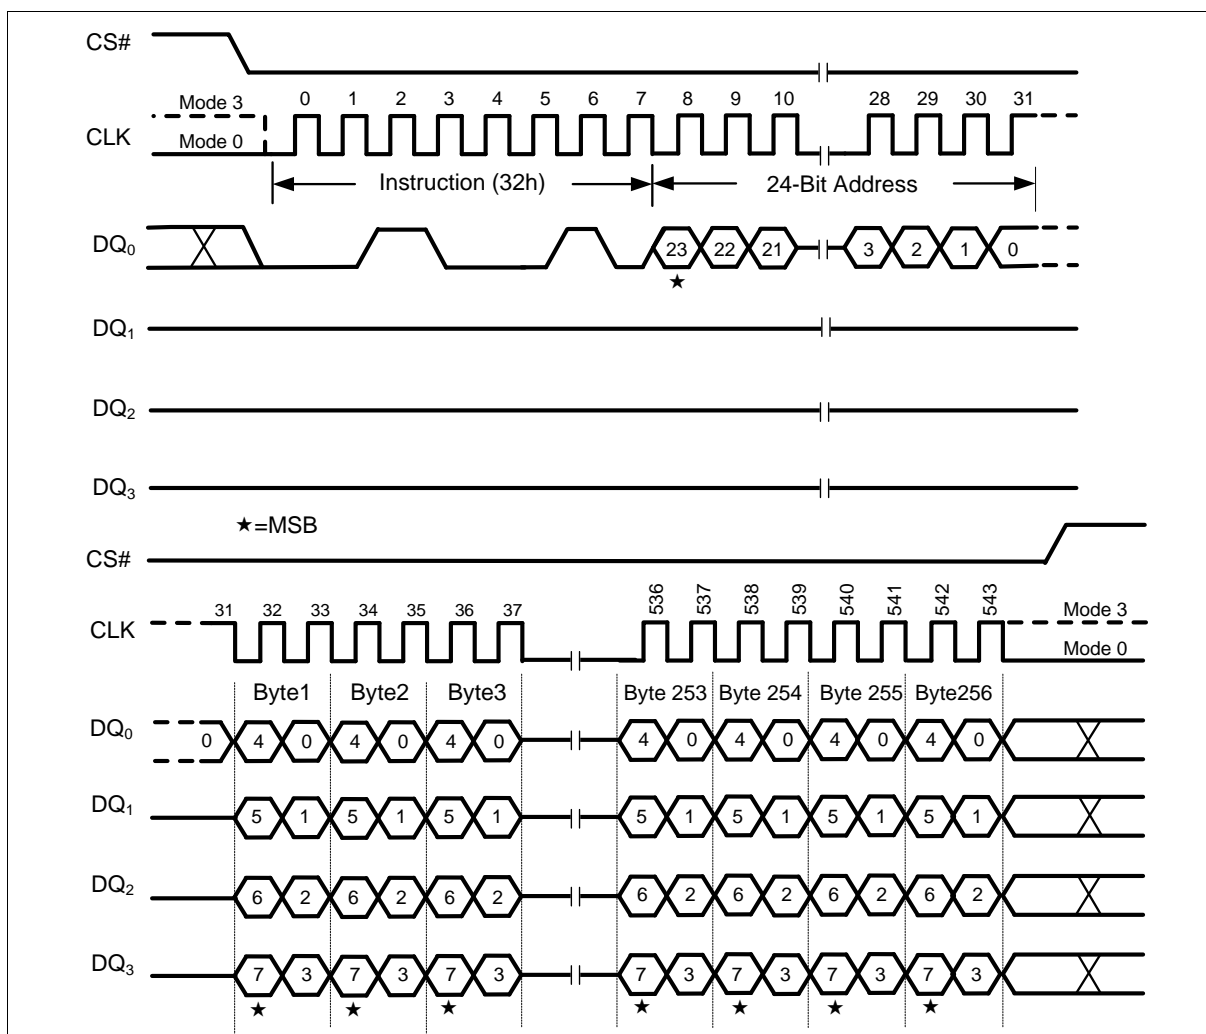 CS#
0 1 2 3 4 5 6 7 8 9 10 28 29 30 31
Mode 3
CLK
Mode 0
Instruction (32h) 24-Bit Address
DQ0 23 22 21 3 2 1 0
★
DQ1
DQ2
DQ3
★=MSB
CS#
31 32 33 34 35 36 37 536 537 538 539 540 541 542 543
Mode 3
CLK
Mode 0
Byte1 Byte2 Byte3 Byte 253 Byte 254 Byte 255 Byte256
DQ0 0 4 0 4 0 4 0 4 0 4 0 4 0 4 0
DQ1 5 1 5 1 5 1 5 1 5 1 5 1 5 1
DQ2 6 2 6 2 6 2 6 2 6 2 6 2 6 2
DQ3 7 3 7 3 7 3 7 3 7 3 7 3 7 3
★ ★ ★ ★ ★ ★ ★